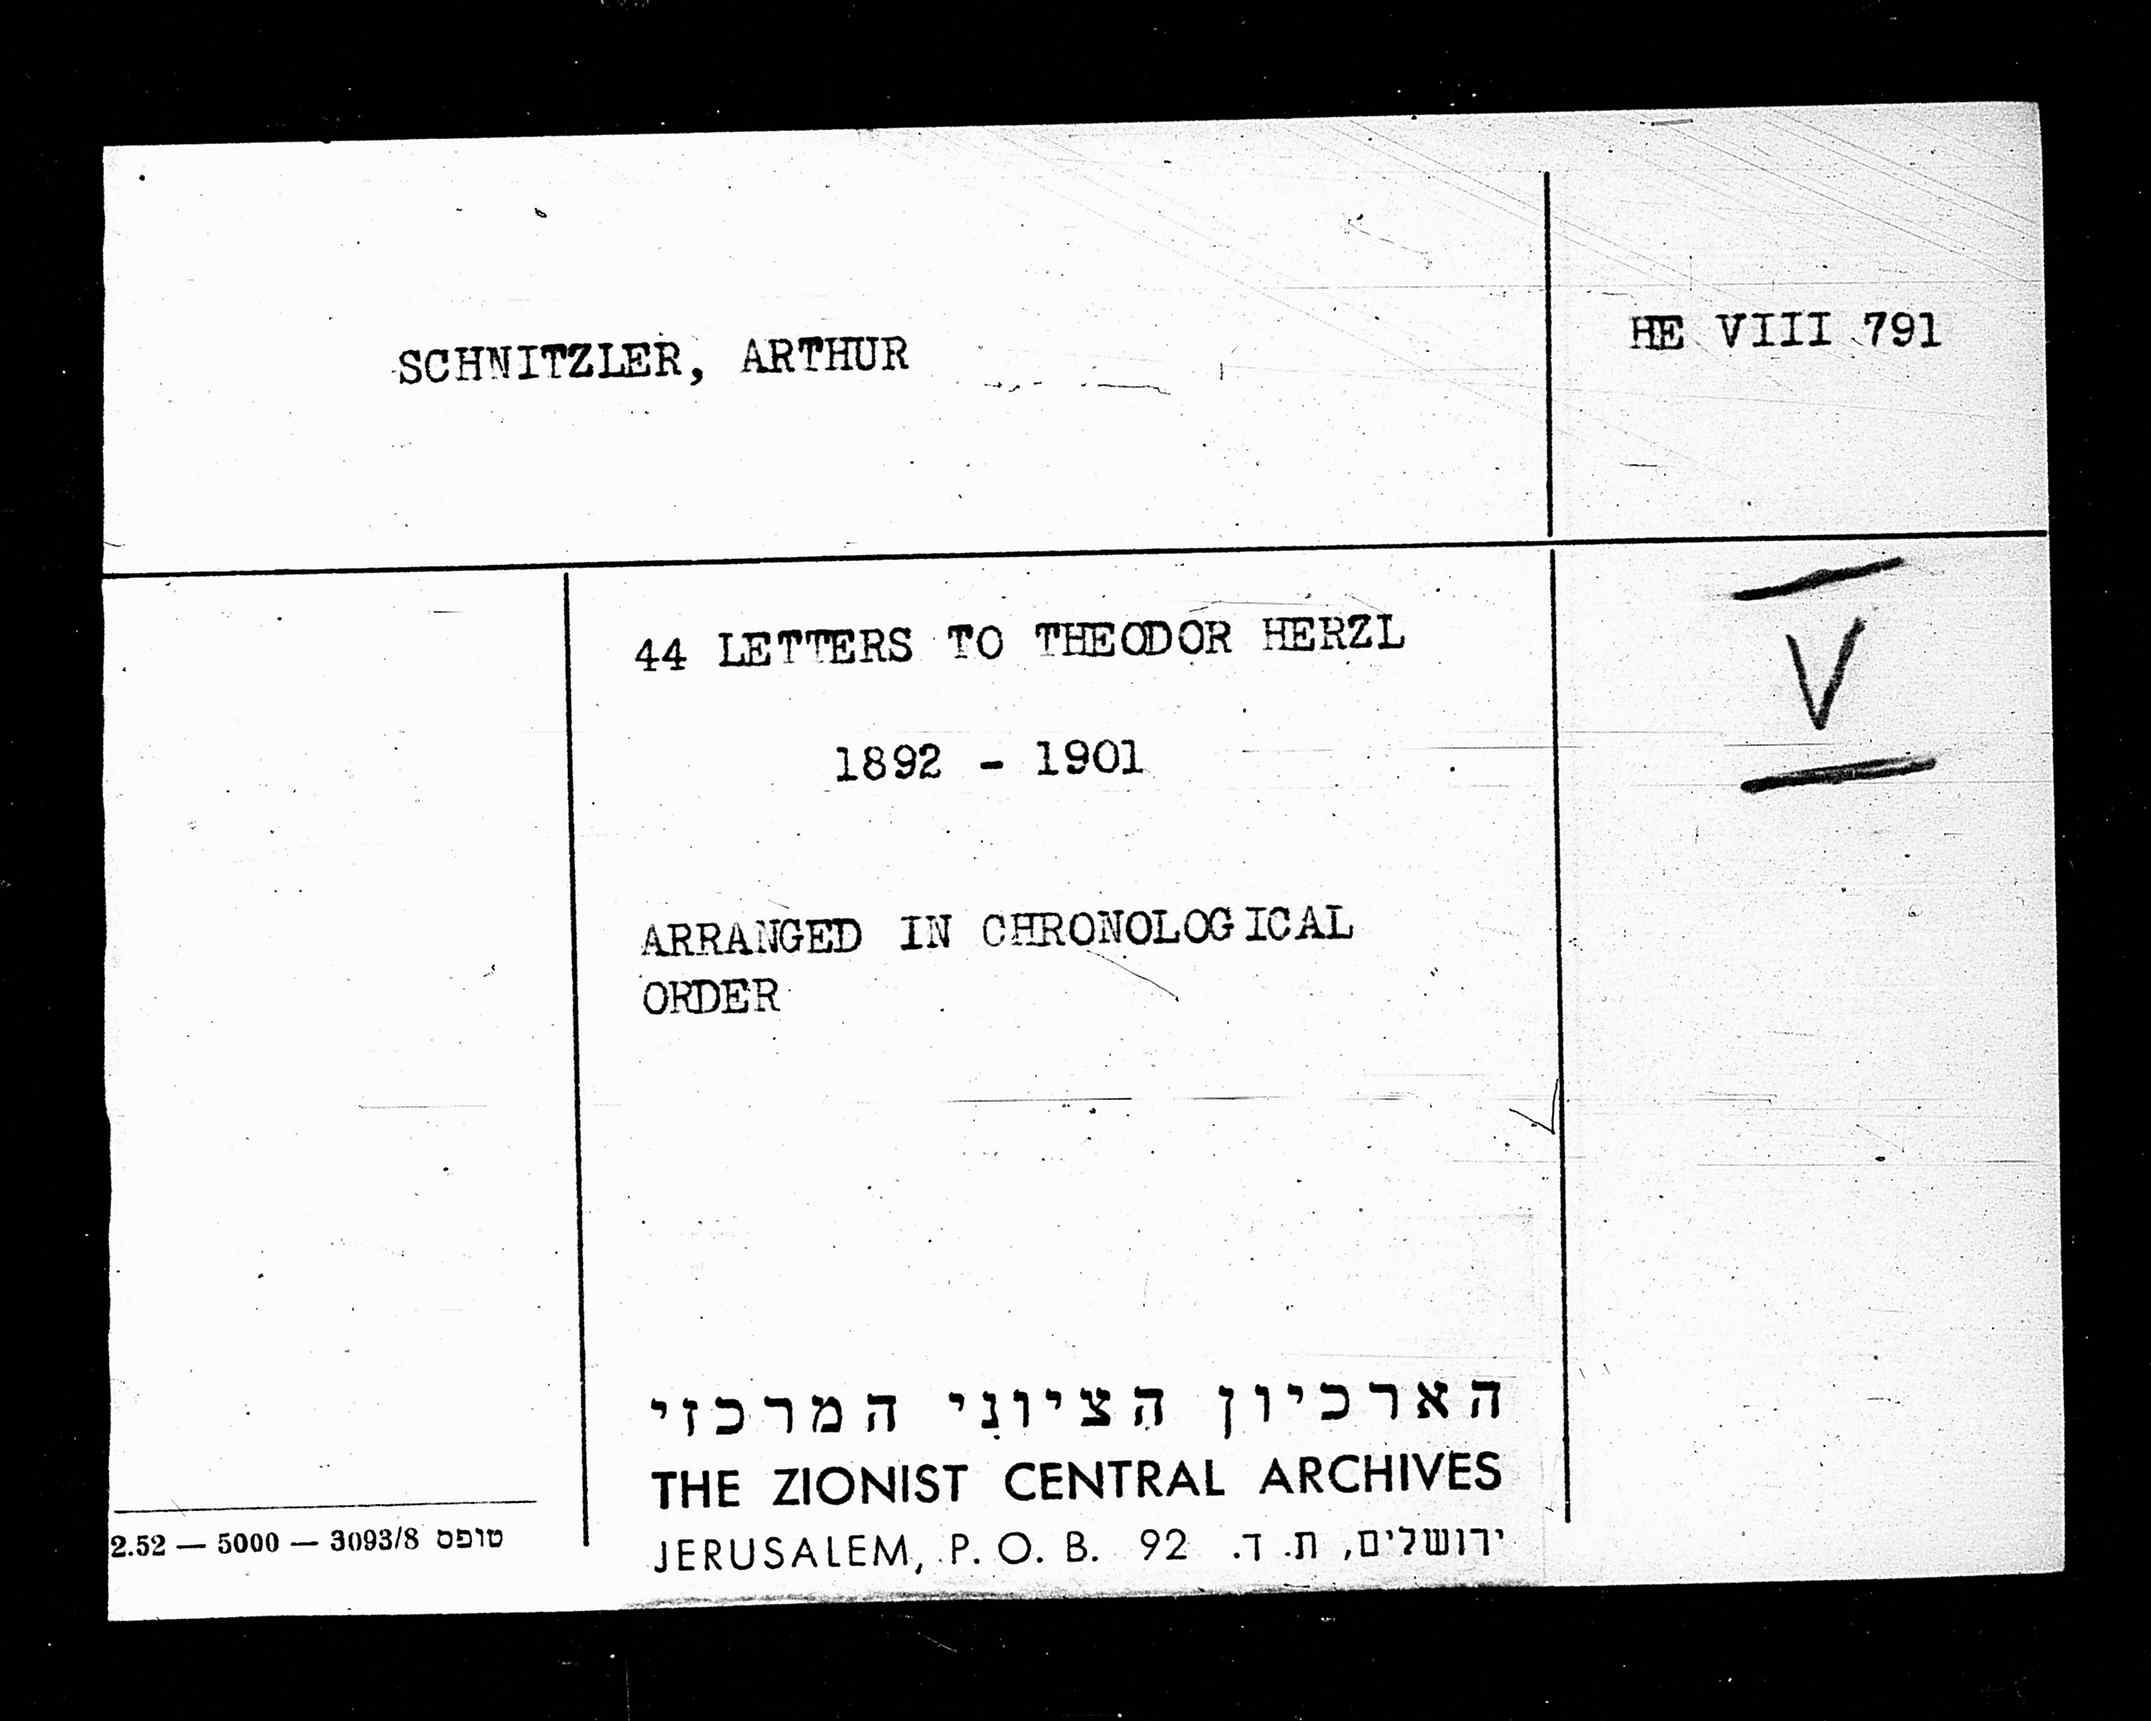 SCHNITZLER, ARTHUR
HE VIII 791
44 LETTERS TO THEODOR HERZL
V
1892 - 1901
ARRANGED IN CHRONOLOGICAL
ORDER
הארכיון הציוני המרכזי
THE ZIONIST CENTRAL ARCHIVES
JERUSALEM, P. O. B. 92 ירושלים, ת. ד.
טופס 3093/8 — 5000 — 2.52